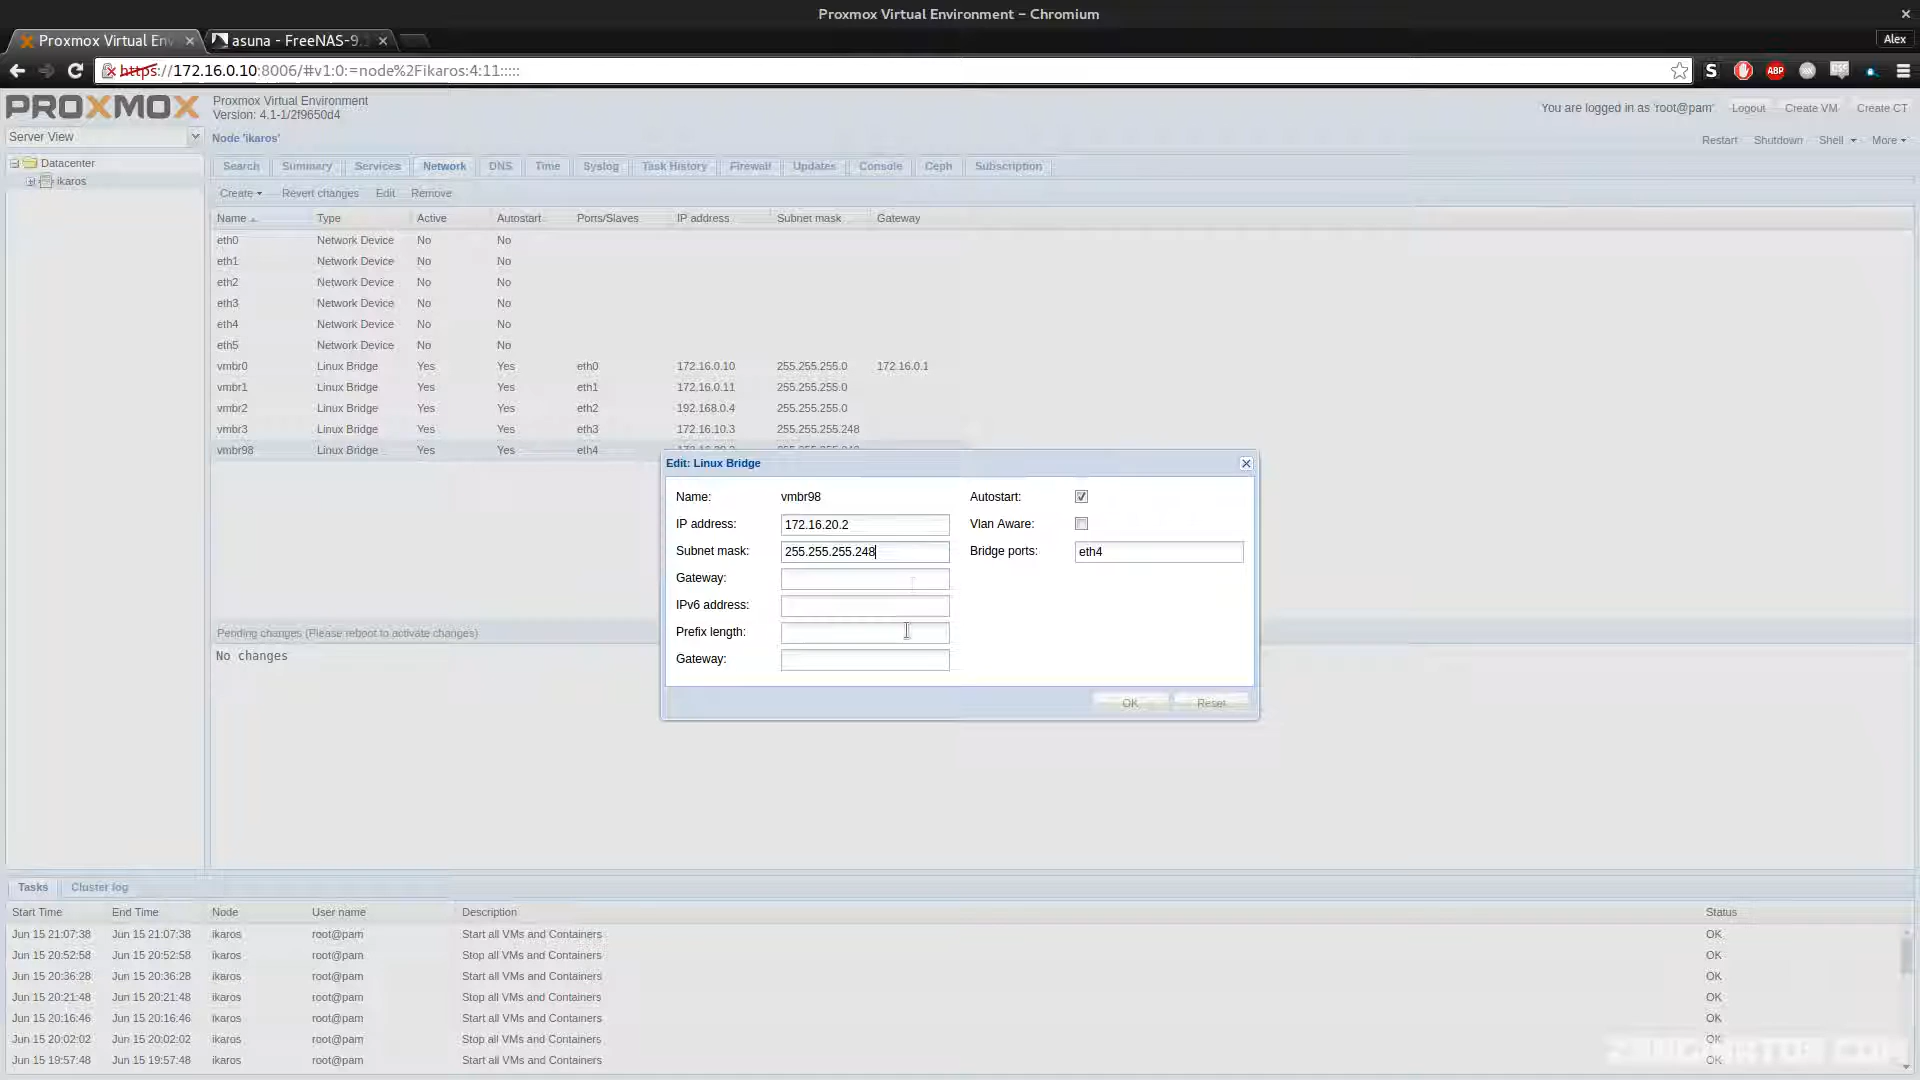 Proxmox Virtual Environment – Chromium
Proxmox Virtual Env
asuna - FreeNAS-9.
Alex
https://172.16.0.10:8006/#v1:0:=node%2Fikaros:4:11:::::
S
ABP
PROXMOX
Proxmox Virtual Environment
Version: 4.1-1/2f9650d4
You are logged in as 'root@pam'
Logout
Create VM
Create CT
Server View
Node 'ikaros'
Restart
Shutdown
Shell
More
Datacenter
ikaros
Search Summary Services Network DNS Time Syslog Task History Firewall Updates Console Ceph Subscription
Create Revert changes Edit Remove
Name Type Active Autostart Ports/Slaves IP address Subnet mask Gateway
eth0 Network Device No No
eth1 Network Device No No
eth2 Network Device No No
eth3 Network Device No No
eth4 Network Device No No
eth5 Network Device No No
vmbr0 Linux Bridge Yes Yes eth0 172.16.0.10 255.255.255.0 172.16.0.1
vmbr1 Linux Bridge Yes Yes eth1 172.16.0.11 255.255.255.0
vmbr2 Linux Bridge Yes Yes eth2 192.168.0.4 255.255.255.0
vmbr3 Linux Bridge Yes Yes eth3 172.16.10.3 255.255.255.248
vmbr98 Linux Bridge Yes Yes eth4
Edit: Linux Bridge
Name: vmbr98 Autostart:
IP address: 172.16.20.2 Vlan Aware:
Subnet mask: 255.255.255.248 Bridge ports: eth4
Gateway:
IPv6 address:
Prefix length:
Gateway:
OK Reset
Pending changes (Please reboot to activate changes)
No changes
Tasks Cluster log
Start Time End Time Node User name Description Status
Jun 15 21:07:38 Jun 15 21:07:38 ikaros root@pam Start all VMs and Containers OK
Jun 15 20:52:58 Jun 15 20:52:58 ikaros root@pam Stop all VMs and Containers OK
Jun 15 20:36:28 Jun 15 20:36:28 ikaros root@pam Start all VMs and Containers OK
Jun 15 20:21:48 Jun 15 20:21:48 ikaros root@pam Stop all VMs and Containers OK
Jun 15 20:16:46 Jun 15 20:16:46 ikaros root@pam Start all VMs and Containers OK
Jun 15 20:02:02 Jun 15 20:02:02 ikaros root@pam Stop all VMs and Containers OK
Jun 15 19:57:48 Jun 15 19:57:48 ikaros root@pam Start all VMs and Containers OK